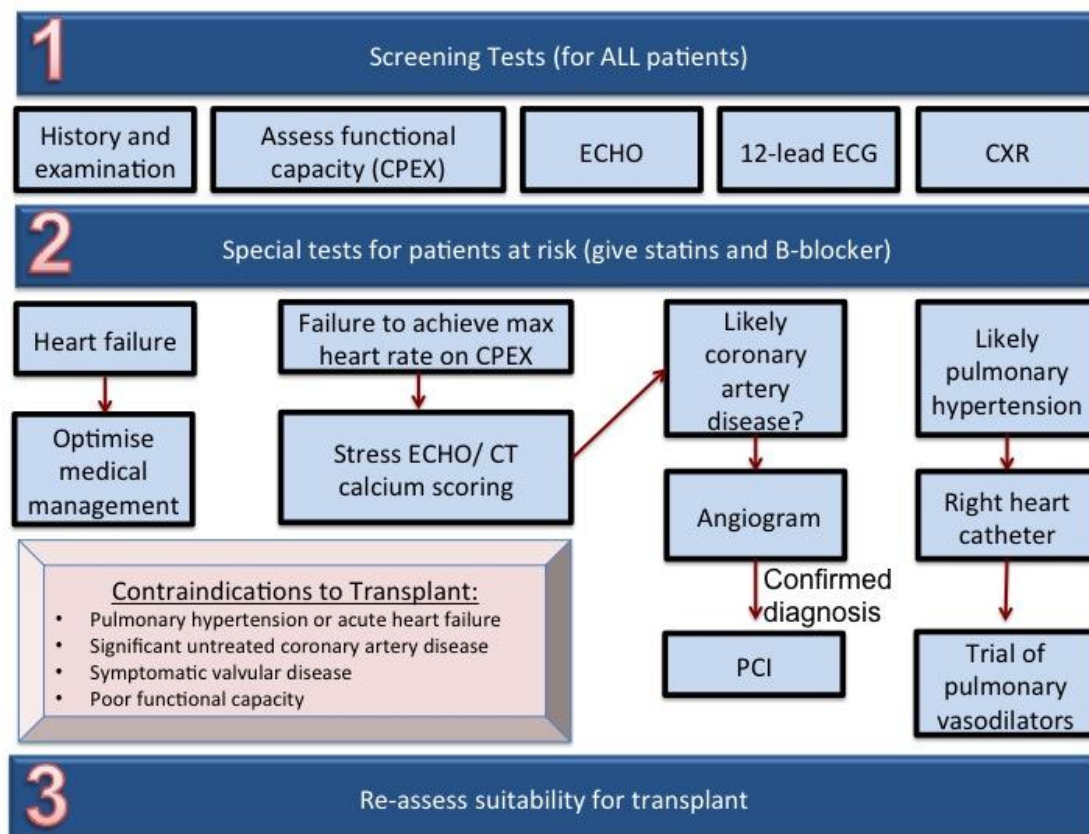 1
Screening Tests (for ALL patients)
History and
examination
Assess functional
capacity (CPEX)
ECHO
12-lead ECG
CXR
2
Special tests for patients at risk (give statins and B-blocker)
Heart failure
Optimise
medical
management
Failure to achieve max
heart rate on CPEX
Stress ECHO/ CT
calcium scoring
Likely
coronary
artery
disease?
Angiogram
Confirmed
diagnosis
PCI
Likely
pulmonary
hypertension
Right heart
catheter
Trial of
pulmonary
vasodilators
Contraindications to Transplant:
• Pulmonary hypertension or acute heart failure
• Significant untreated coronary artery disease
• Symptomatic valvular disease
• Poor functional capacity
3
Re-assess suitability for transplant